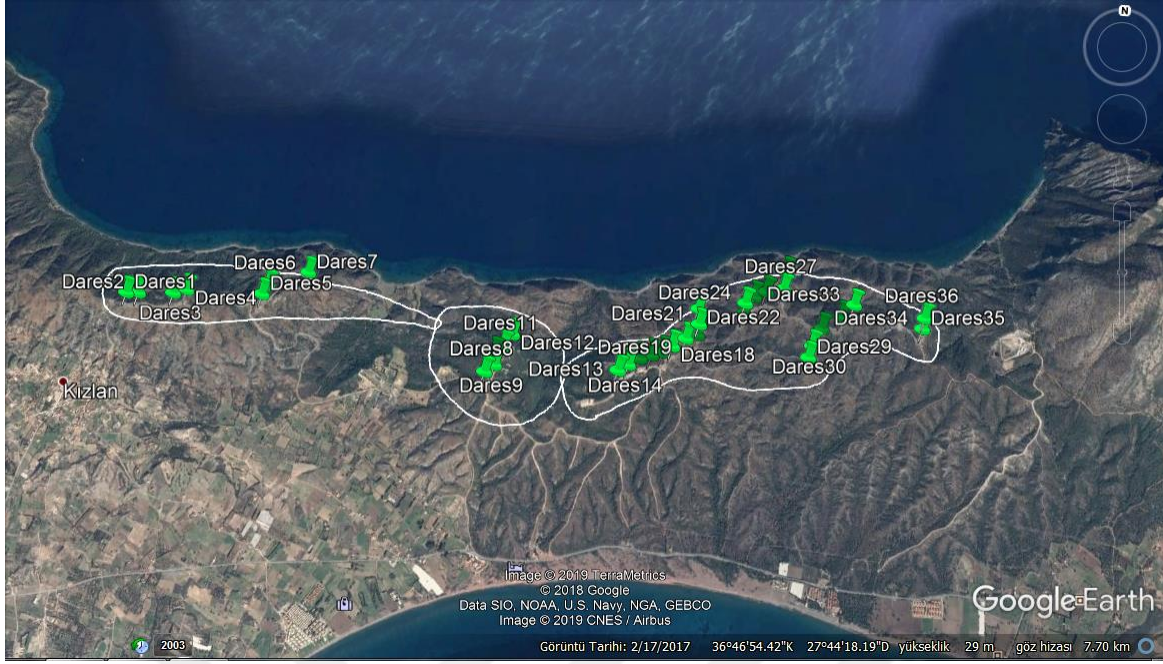 N
Dares6
Dares7
Dares2
Dares1
Dares5
Dares4
Dares3
Dares27
Dares24
Dares33
Dares36
Dares21
Dares22
Dares34
Dares35
Dares11
Dares12
Dares8
Dares19
Dares18
Dares29
Dares13
Dares30
Dares9
Dares14
Kızlan
Image © 2019 TerraMetrics
© 2018 Google
Data SIO, NOAA, U.S. Navy, NGA, GEBCO
Image © 2019 CNES / Airbus
Google Earth
2003
Görüntü Tarihi: 2/17/2017 36°46'54.42"K 27°44'18.19"D yükseklik 29 m göz hizası 7.70 km